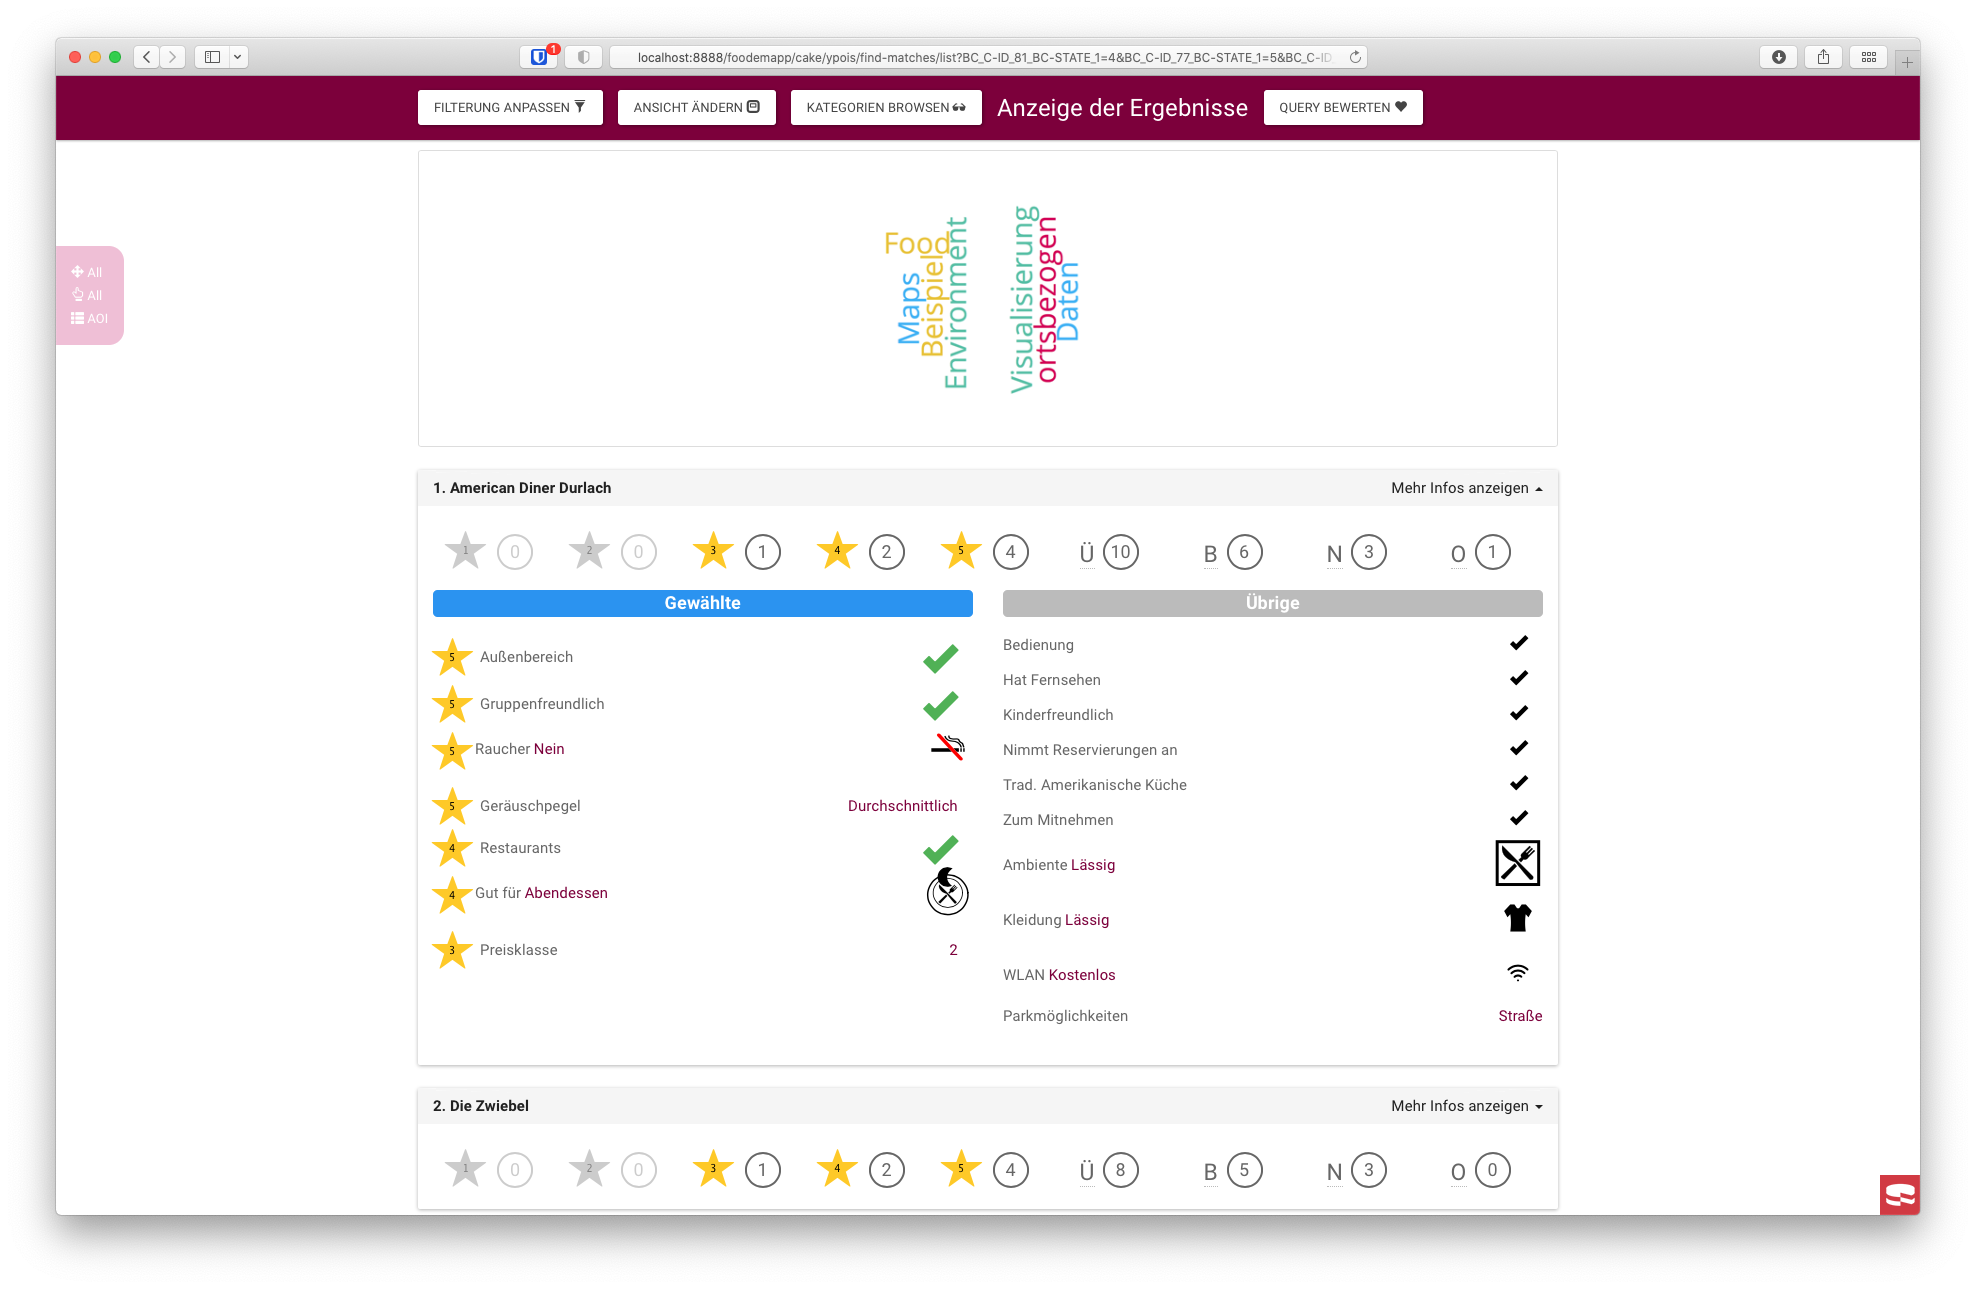 1
localhost:8888/foodemapp/cake/ypois/find-matches/list?BC_C-ID_81_BC-STATE_1=4&BC_C-ID_77_BC-STATE_1=5&BC_C-ID_
FILTERUNG ANPASSEN ANSICHT ÄNDERN KATEGORIEN BROWSEN Anzeige der Ergebnisse QUERY BEWERTEN
All
All
AOI
Food
Maps
Beispiel
Environment
Visualisierung
ortsbezogen
Daten
1. American Diner Durlach Mehr Infos anzeigen
1 0 2 0 3 1 4 2 5 4 Ü 10 B 6 N 3 O 1
Gewählte
5 Außenbereich
5 Gruppenfreundlich
5 Raucher Nein
5 Geräuschpegel Durchschnittlich
4 Restaurants
4 Gut für Abendessen
3 Preisklasse 2
Übrige
Bedienung
Hat Fernsehen
Kinderfreundlich
Nimmt Reservierungen an
Trad. Amerikanische Küche
Zum Mitnehmen
Ambiente Lässig
Kleidung Lässig
WLAN Kostenlos
Parkmöglichkeiten Straße
2. Die Zwiebel Mehr Infos anzeigen
1 0 2 0 3 1 4 2 5 4 Ü 8 B 5 N 3 O 0